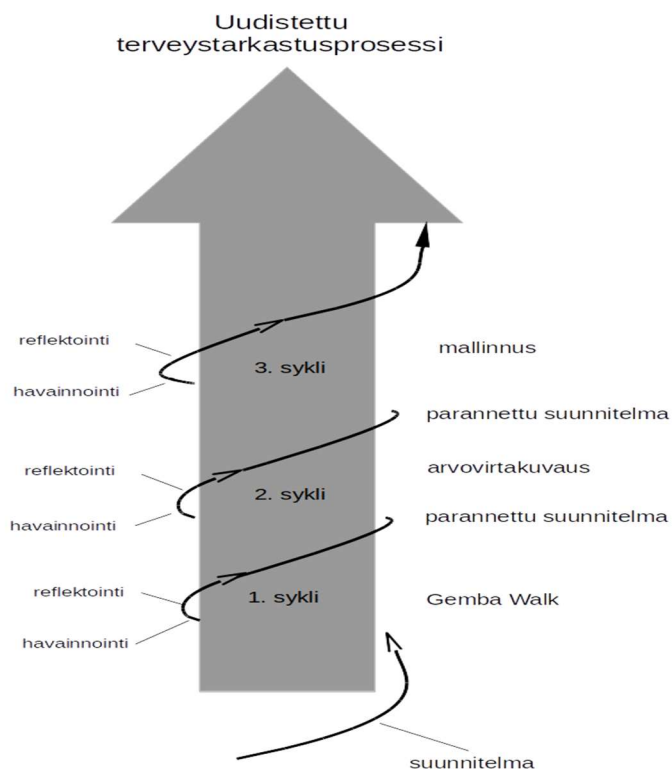 Uudistettu
terveystarkastusprosessi
reflektointi
3. sykli
mallinnus
havainnointi
parannettu suunnitelma
reflektointi
2. sykli
arvovirtakuvaus
havainnointi
parannettu suunnitelma
reflektointi
1. sykli
Gemba Walk
havainnointi
suunnitelma